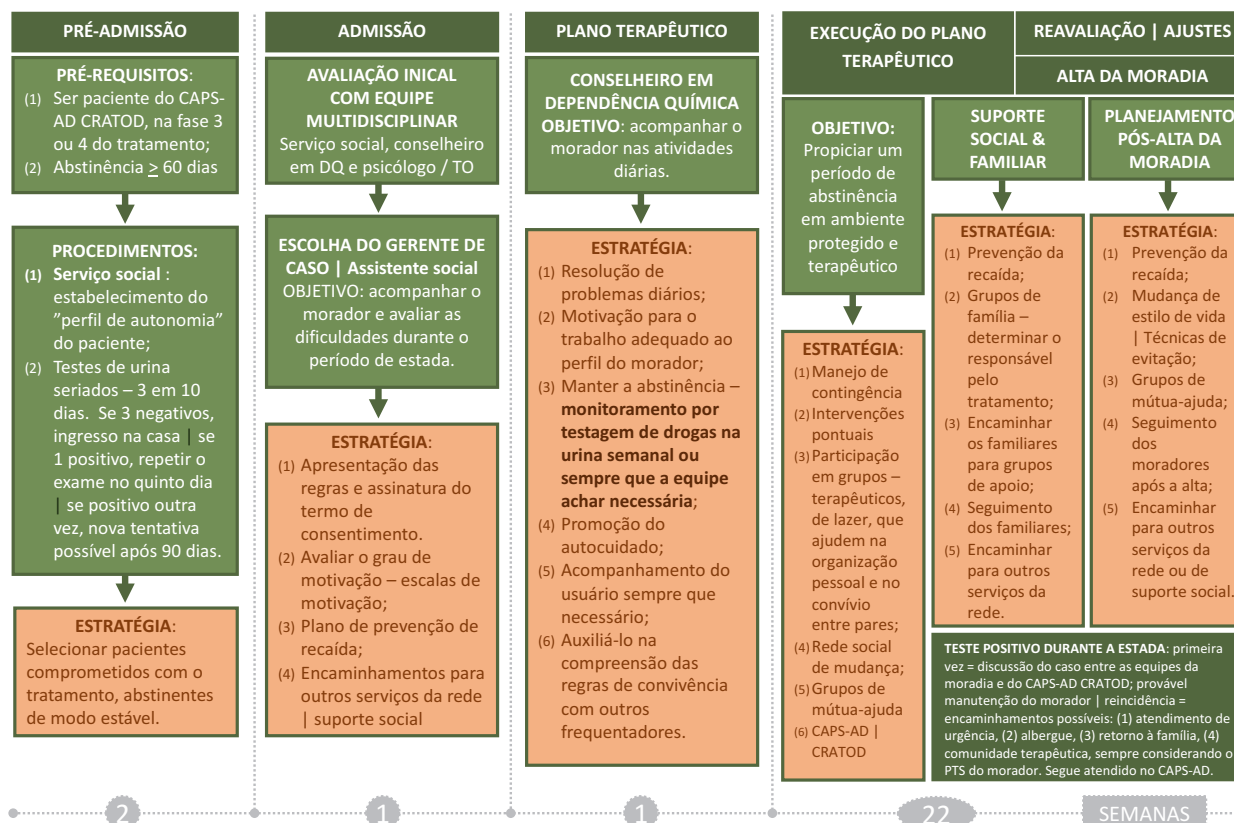 PRÉ-ADMISSÃO
PRÉ-REQUISITOS:
(1) Ser paciente do CAPS-
AD CRATOD, na fase 3
ou 4 do tratamento;
(2) Abstinência > 60 dias
PROCEDIMENTOS:
(1) Serviço social :
estabelecimento do
”perfil de autonomia”
do paciente;
(2) Testes de urina
seriados – 3 em 10
dias. Se 3 negativos,
ingresso na casa | se
1 positivo, repetir o
exame no quinto dia
| se positivo outra
vez, nova tentativa
possível após 90 dias.
ESTRATÉGIA:
Selecionar pacientes
comprometidos com o
tratamento, abstinentes
de modo estável.
ADMISSÃO
AVALIAÇÃO INICAL
COM EQUIPE
MULTIDISCIPLINAR
Serviço social, conselheiro
em DQ e psicólogo / TO
ESCOLHA DO GERENTE DE
CASO | Assistente social
OBJETIVO: acompanhar o
morador e avaliar as
dificuldades durante o
período de estada.
ESTRATÉGIA:
(1) Apresentação das
regras e assinatura do
termo de
consentimento.
(2) Avaliar o grau de
motivação – escalas de
motivação;
(3) Plano de prevenção de
recaída;
(4) Encaminhamentos para
outros serviços da rede
| suporte social
PLANO TERAPÊUTICO
CONSELHEIRO EM
DEPENDÊNCIA QUÍMICA
OBJETIVO: acompanhar o
morador nas atividades
diárias.
ESTRATÉGIA:
(1) Resolução de
problemas diários;
(2) Motivação para o
trabalho adequado ao
perfil do morador;
(3) Manter a abstinência –
monitoramento por
testagem de drogas na
urina semanal ou
sempre que a equipe
achar necessária;
(4) Promoção do
autocuidado;
(5) Acompanhamento do
usuário sempre que
necessário;
(6) Auxiliá-lo na
compreensão das
regras de convivência
com outros
frequentadores.
EXECUÇÃO DO PLANO
TERAPÊUTICO
OBJETIVO:
Propiciar um
período de
abstinência
em ambiente
protegido e
terapêutico
ESTRATÉGIA:
(1) Manejo de
contingência
(2) Intervenções
pontuais
(3) Participação
em grupos –
terapêuticos,
de lazer, que
ajudem na
organização
pessoal e no
convívio
entre pares;
(4) Rede social
de mudança;
(5) Grupos de
mútua-ajuda
(6) CAPS-AD |
CRATOD
REAVALIAÇÃO | AJUSTES
ALTA DA MORADIA
SUPORTE
SOCIAL &
FAMILIAR
ESTRATÉGIA:
(1) Prevenção da
recaída;
(2) Grupos de
família –
determinar o
responsável
pelo
tratamento;
(3) Encaminhar
os familiares
para grupos
de apoio;
(4) Seguimento
dos familiares;
(5) Encaminhar
para outros
serviços da
rede.
PLANEJAMENTO
PÓS-ALTA DA
MORADIA
ESTRATÉGIA:
(1) Prevenção da
recaída;
(2) Mudança de
estilo de vida
| Técnicas de
evitação;
(3) Grupos de
mútua-ajuda;
(4) Seguimento
dos
moradores
após a alta;
(5) Encaminhar
para outros
serviços da
rede ou de
suporte social.
TESTE POSITIVO DURANTE A ESTADA: primeira
vez = discussão do caso entre as equipes da
moradia e do CAPS-AD CRATOD; provável
manutenção do morador | reincidência =
encaminhamentos possíveis: (1) atendimento de
urgência, (2) albergue, (3) retorno à família, (4)
comunidade terapêutica, sempre considerando o
PTS do morador. Segue atendido no CAPS-AD.
2
1
1
22
SEMANAS